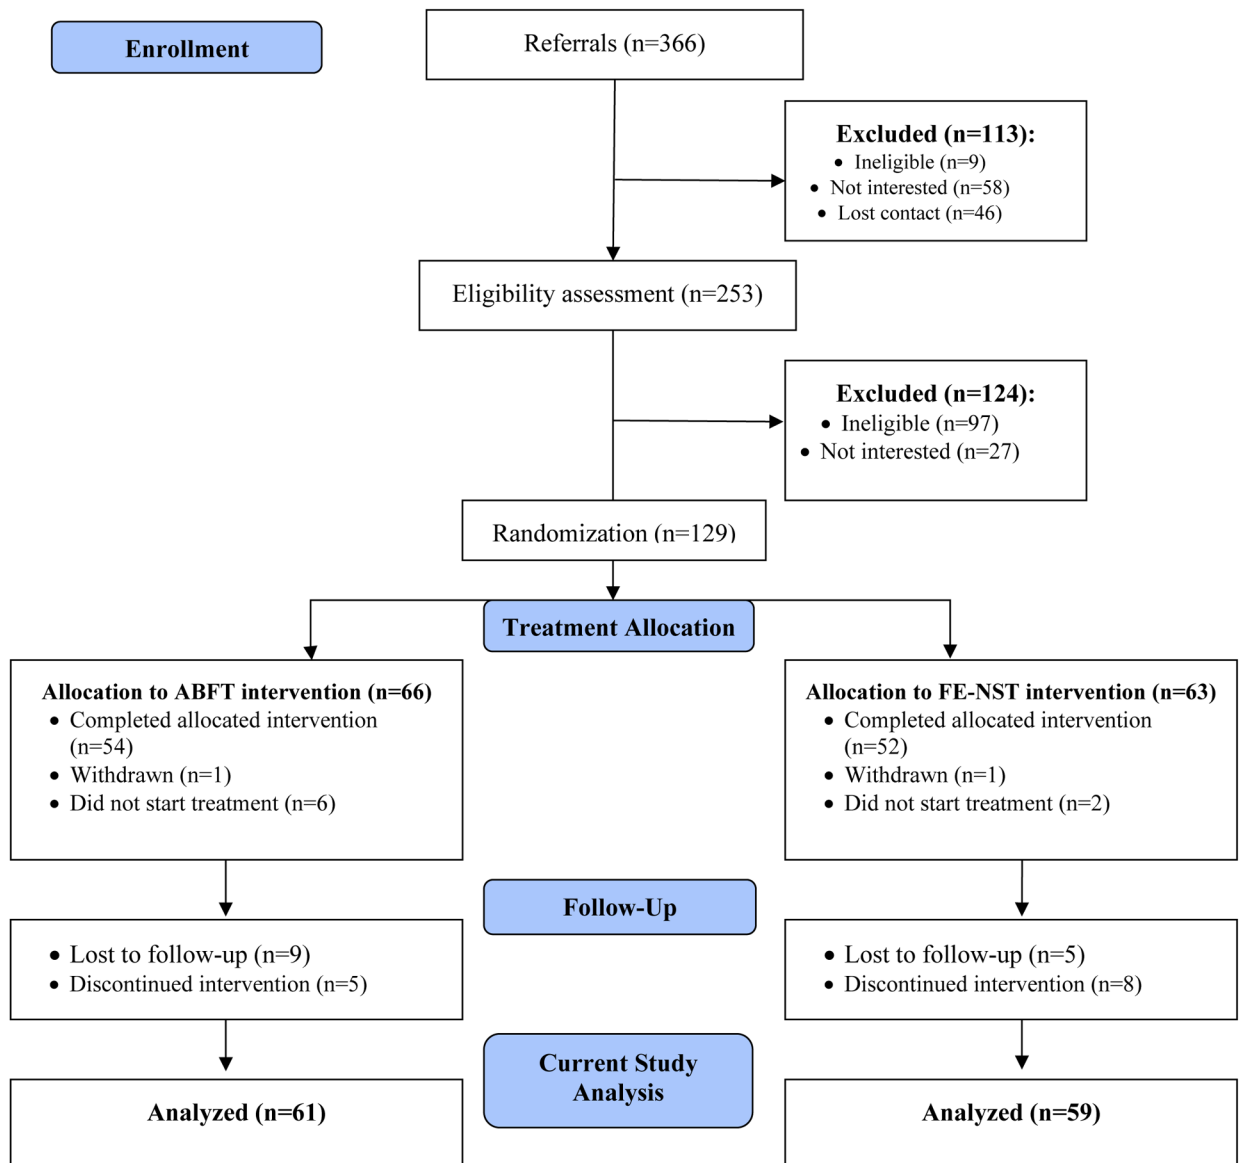 Enrollment
Referrals (n=366)
Excluded (n=113):
• Ineligible (n=9)
• Not interested (n=58)
• Lost contact (n=46)
Eligibility assessment (n=253)
Excluded (n=124):
• Ineligible (n=97)
• Not interested (n=27)
Randomization (n=129)
Treatment Allocation
Allocation to ABFT intervention (n=66)
• Completed allocated intervention
(n=54)
• Withdrawn (n=1)
• Did not start treatment (n=6)
Allocation to FE-NST intervention (n=63)
• Completed allocated intervention
(n=52)
• Withdrawn (n=1)
• Did not start treatment (n=2)
Follow-Up
• Lost to follow-up (n=9)
• Discontinued intervention (n=5)
• Lost to follow-up (n=5)
• Discontinued intervention (n=8)
Current Study
Analysis
Analyzed (n=61)
Analyzed (n=59)